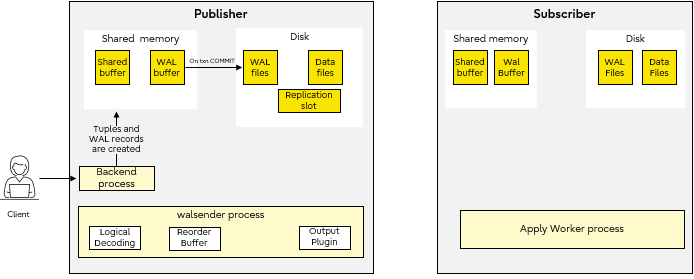 Publisher
Shared memory
Disk
Shared
buffer
WAL
buffer
On txn COMMIT
WAL
files
Data
files
Replication
slot
Tuples and
WAL records
are created
Backend
process
Client
walsender process
Logical
Decoding
Reorder
Buffer
Output
Plugin
Subscriber
Shared memory
Disk
Shared
buffer
Wal
Buffer
WAL
Files
Data
Files
Apply Worker process